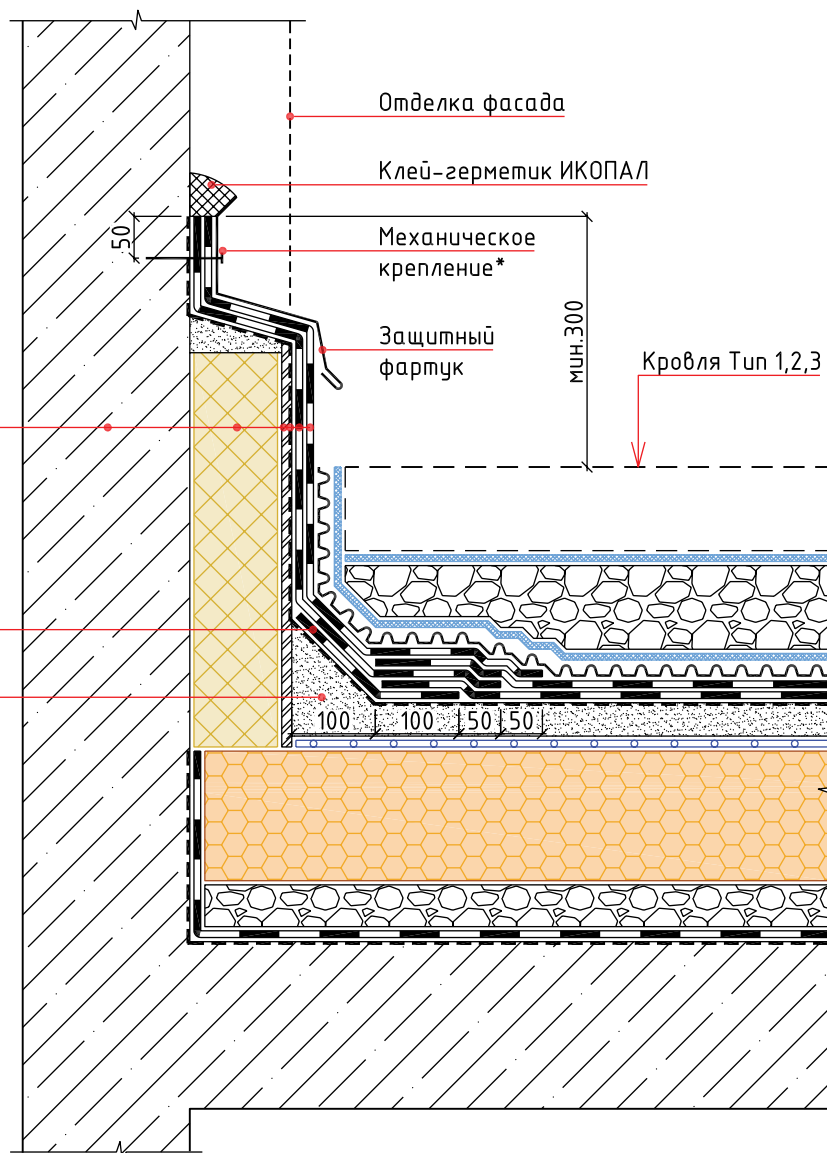 Отделка фасада
Клей-герметик ИКОПАЛ
50
Механическое
крепление*
мин.300
Защитный
фартук
Кровля Тип 1,2,3
100 100 50 50